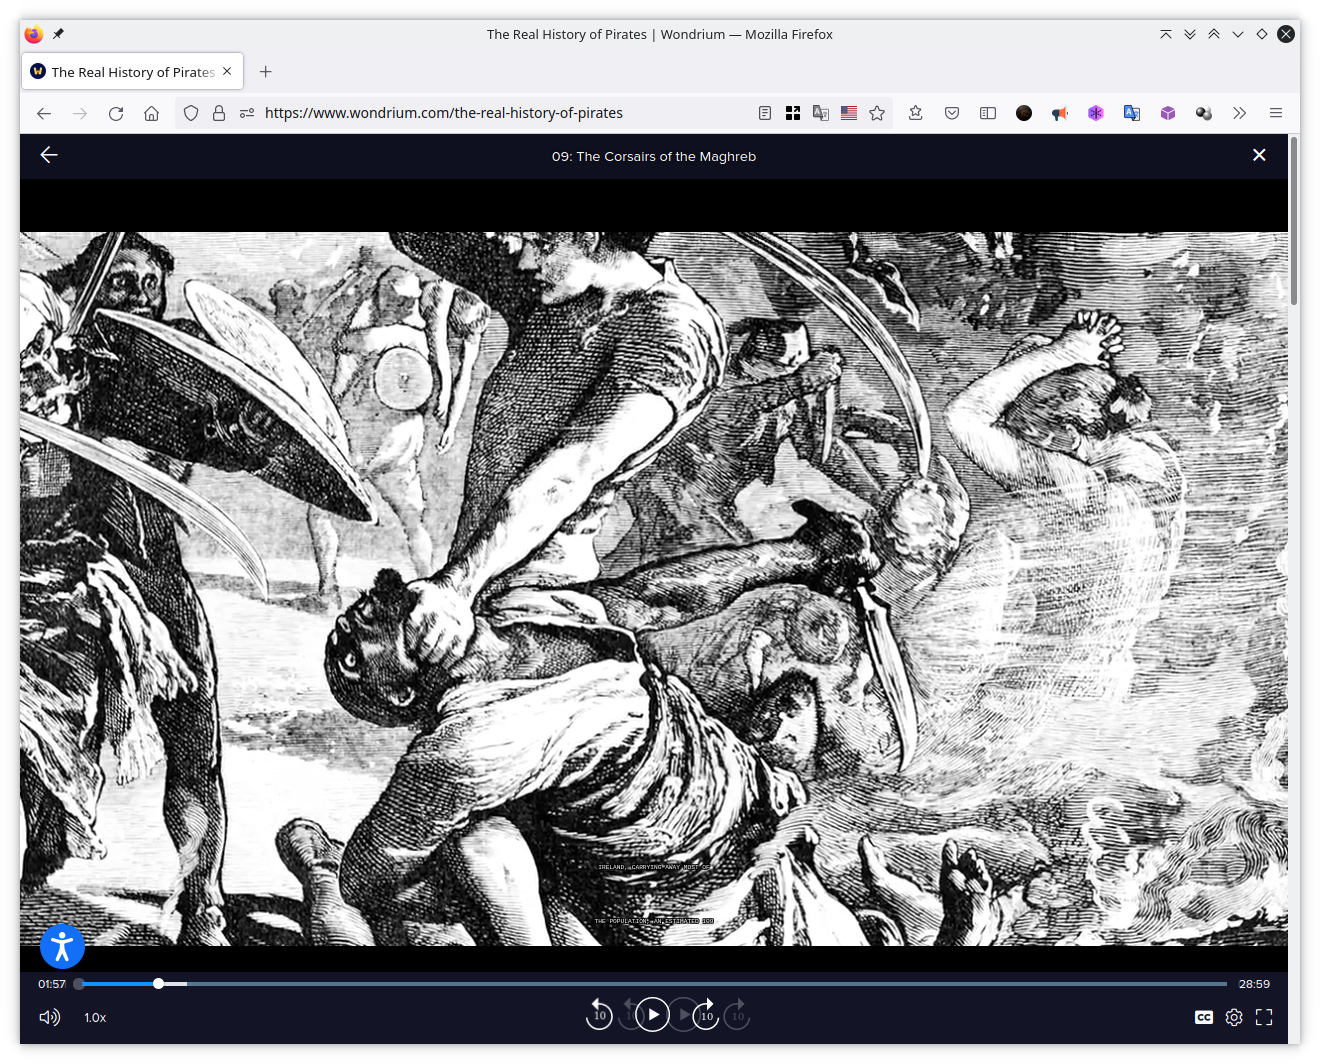 The Real History of Pirates | Wondrium — Mozilla Firefox
The Real History of Pirates
https://www.wondrium.com/the-real-history-of-pirates
09: The Corsairs of the Maghreb
IRELAND, CARRYING AWAY MOST OF
THE POPULATION, AN ESTIMATED 109
01:57
28:59
1.0x
10
10
10
10
CC